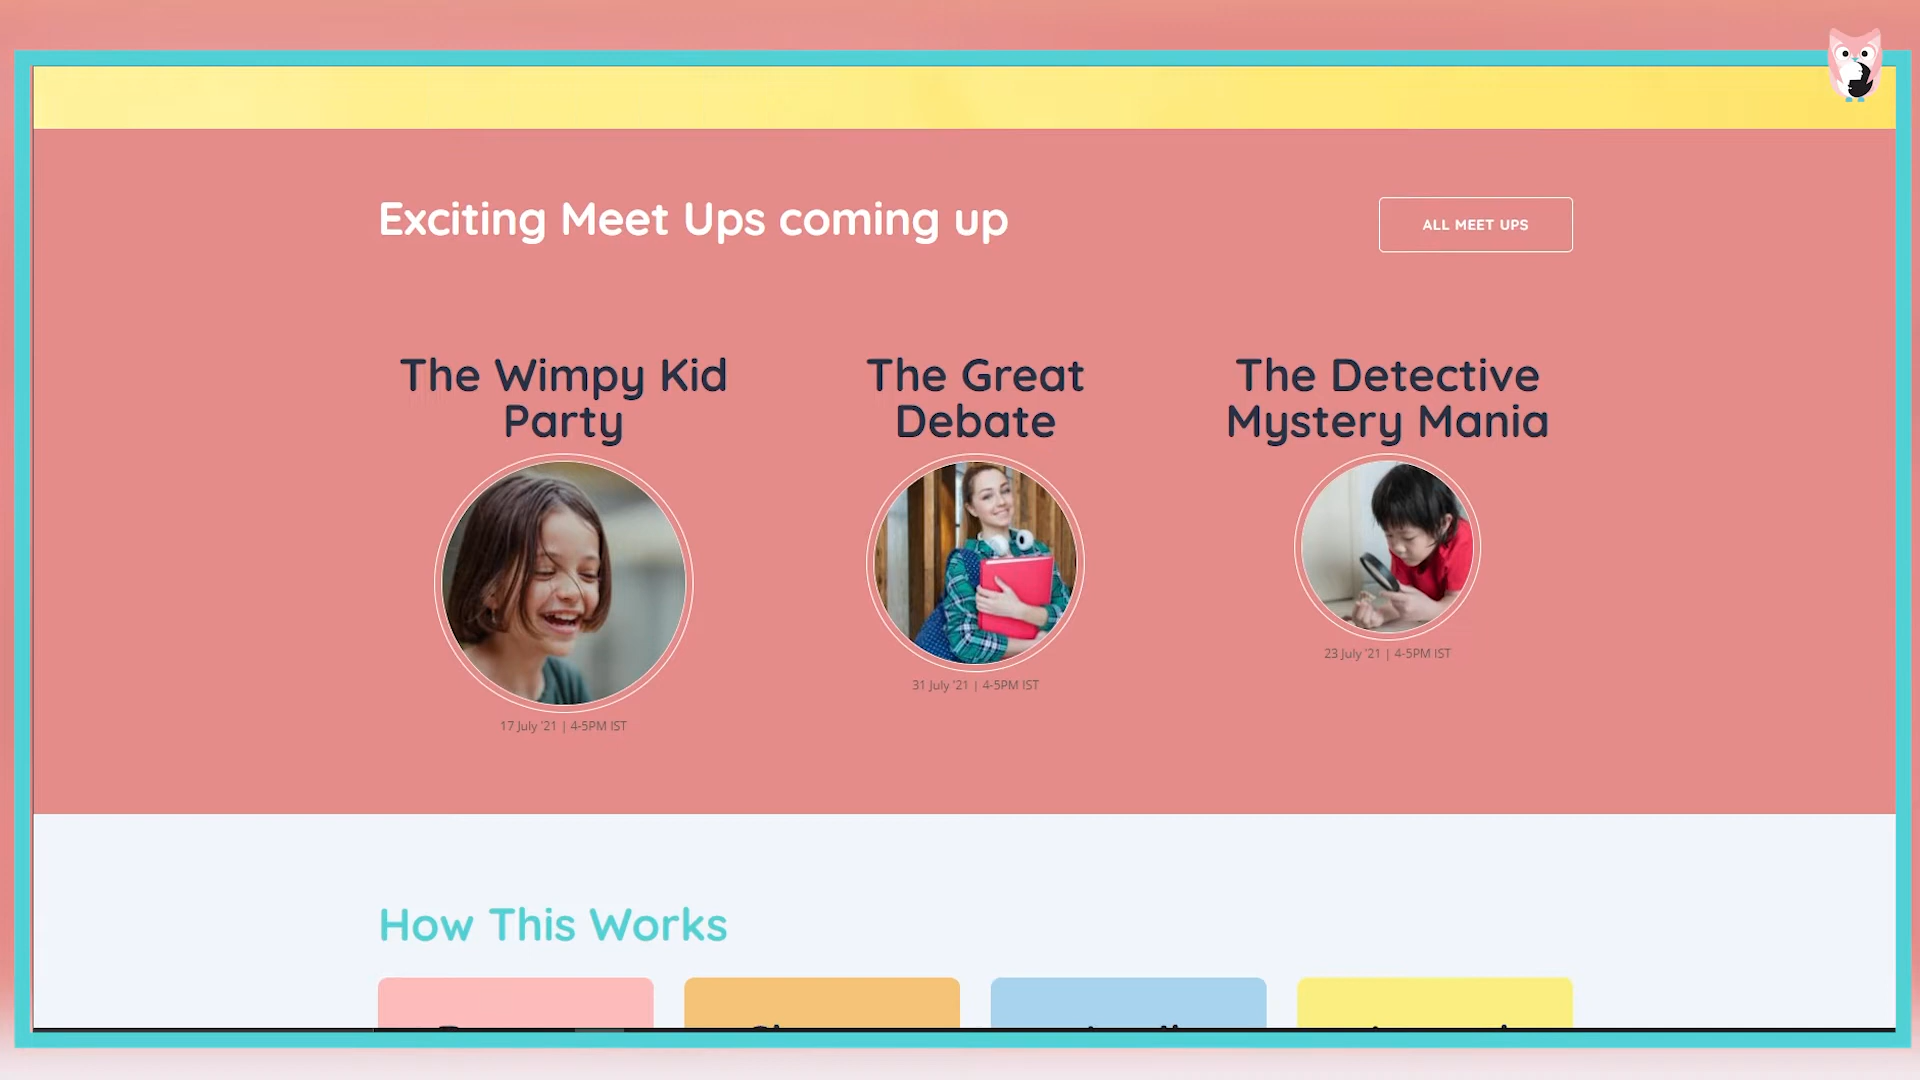 Exciting Meet Ups coming up
ALL MEET UPS
The Wimpy Kid
Party
17 July '21 | 4-5PM IST
The Great
Debate
31 July '21 | 4-5PM IST
The Detective
Mystery Mania
23 July '21 | 4-5PM IST
How This Works